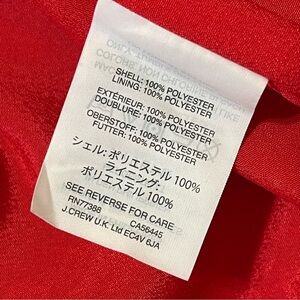 SHELL: 100% POLYESTER
LINING: 100% POLYESTER
EXTÉRIEUR: 100% POLYESTER
DOUBLURE: 100% POLYESTER
OBERSTOFF: 100% POLYESTER
FUTTER: 100% POLYESTER
シェル: ポリエステル 100%
ライニング:
ポリエステル 100%
SEE REVERSE FOR CARE
RN77388 CA56445
J.CREW U.K. Ltd EC4V 6JA